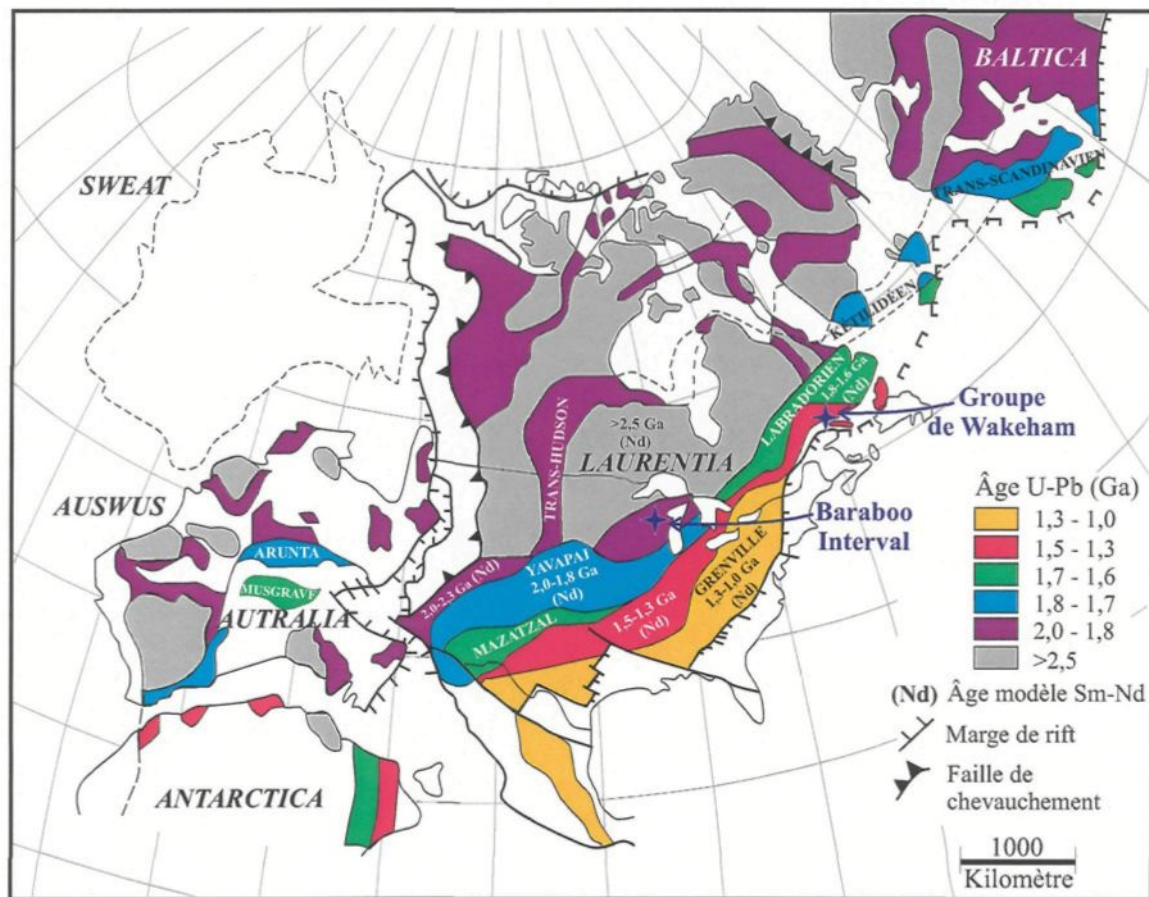 BALTICA
TRANS-SCANDINAVIEN
SWEAT
KÉTILIDÉEN
LABRADORIEN
1,8-1,6 Ga
(Nd)
Groupe
de Wakeham
>2,5 Ga
(Nd)
LAURENTIA
TRANS-HUDSON
AUSWUS
ARUNTA
MUSGRAVE
AUTRALIA
Baraboo
Interval
YAVAPAI
2,0-1,8 Ga
(Nd)
2,0-2,3 Ga (Nd)
MAZATZAL
1,5-1,3 Ga
(Nd)
GRENVILLE
1,3-1,0 Ga
(Nd)
ANTARCTICA
Âge U-Pb (Ga)
1,3 - 1,0
1,5 - 1,3
1,7 - 1,6
1,8 - 1,7
2,0 - 1,8
>2,5
(Nd) Âge modèle Sm-Nd
Marge de rift
Faille de
chevauchement
1000
Kilomètre